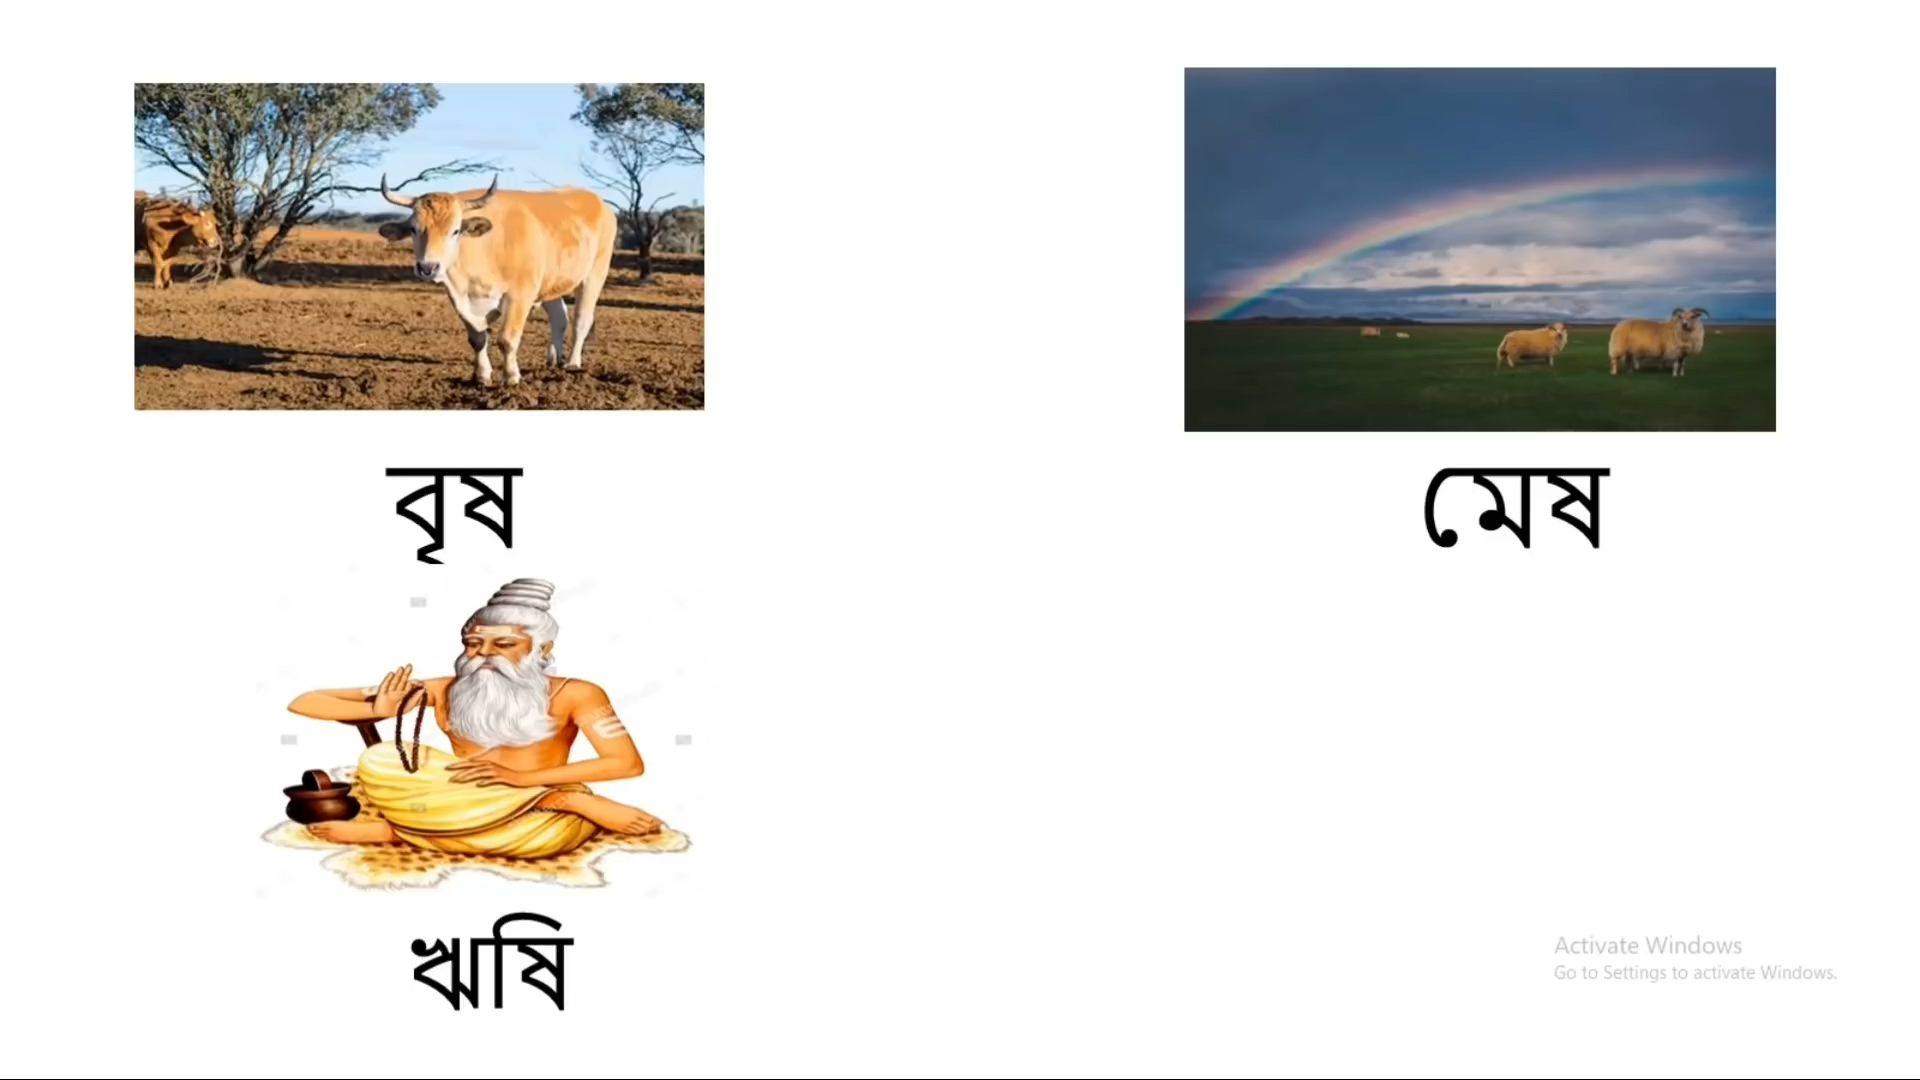 বৃষ
মেষ
ঋষি
Activate Windows
Go to Settings to activate Windows.